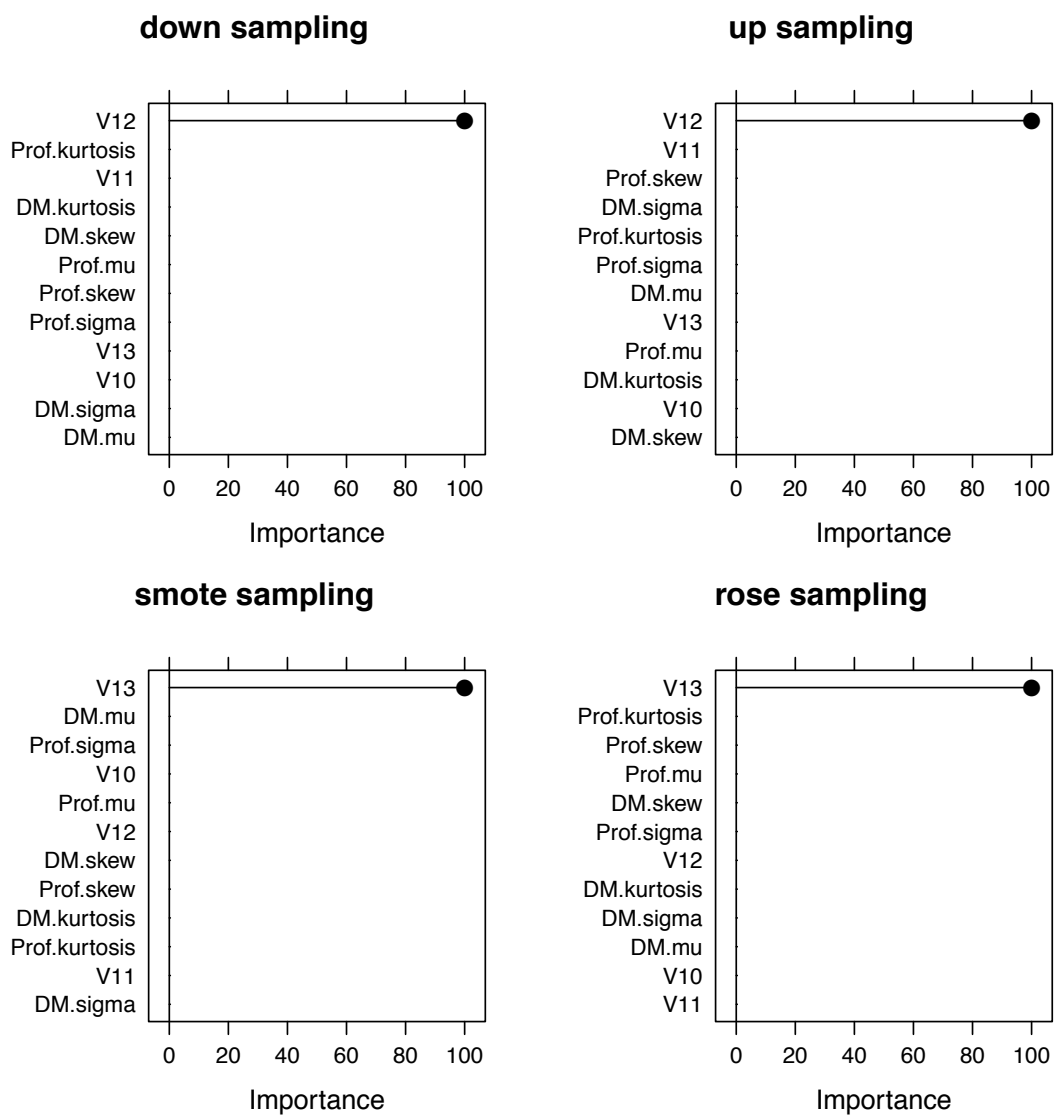 down sampling
V12
Prof.kurtosis
V11
DM.kurtosis
DM.skew
Prof.mu
Prof.skew
Prof.sigma
V13
V10
DM.sigma
DM.mu
0 20 40 60 80 100
Importance
up sampling
V12
V11
Prof.skew
DM.sigma
Prof.kurtosis
Prof.sigma
DM.mu
V13
Prof.mu
DM.kurtosis
V10
DM.skew
0 20 40 60 80 100
Importance
smote sampling
V13
DM.mu
Prof.sigma
V10
Prof.mu
V12
DM.skew
Prof.skew
DM.kurtosis
Prof.kurtosis
V11
DM.sigma
0 20 40 60 80 100
Importance
rose sampling
V13
Prof.kurtosis
Prof.skew
Prof.mu
DM.skew
Prof.sigma
V12
DM.kurtosis
DM.sigma
DM.mu
V10
V11
0 20 40 60 80 100
Importance